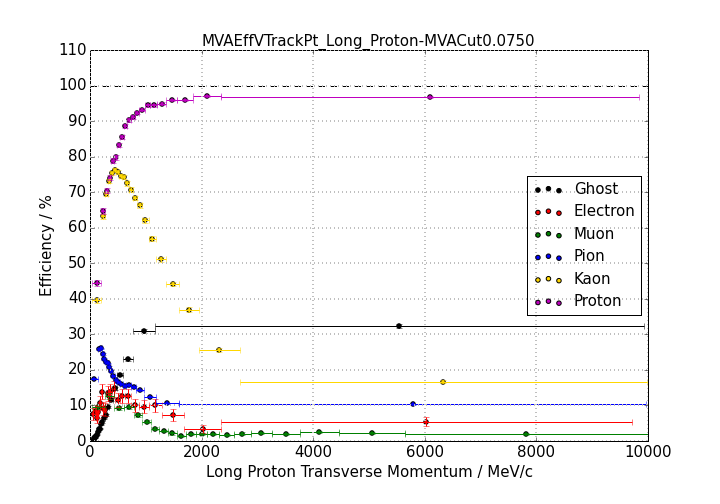 MVAEffVTrackPt_Long_Proton-MVACut0.0750
110
100
90
80
70
60
50
40
30
20
10
0
Efficiency / %
Ghost
Electron
Muon
Pion
Kaon
Proton
0 2000 4000 6000 8000 10000
Long Proton Transverse Momentum / MeV/c